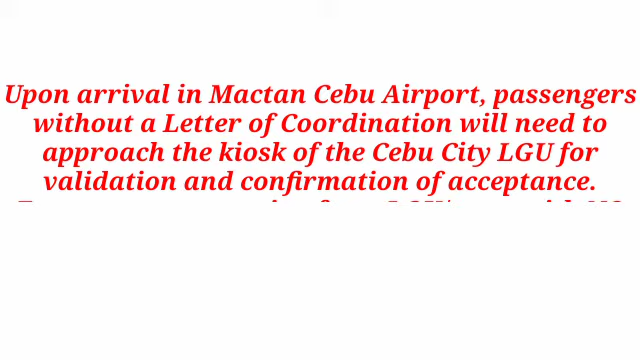 Upon arrival in Mactan Cebu Airport, passengers
without a Letter of Coordination will need to
approach the kiosk of the Cebu City LGU for
validation and confirmation of acceptance.